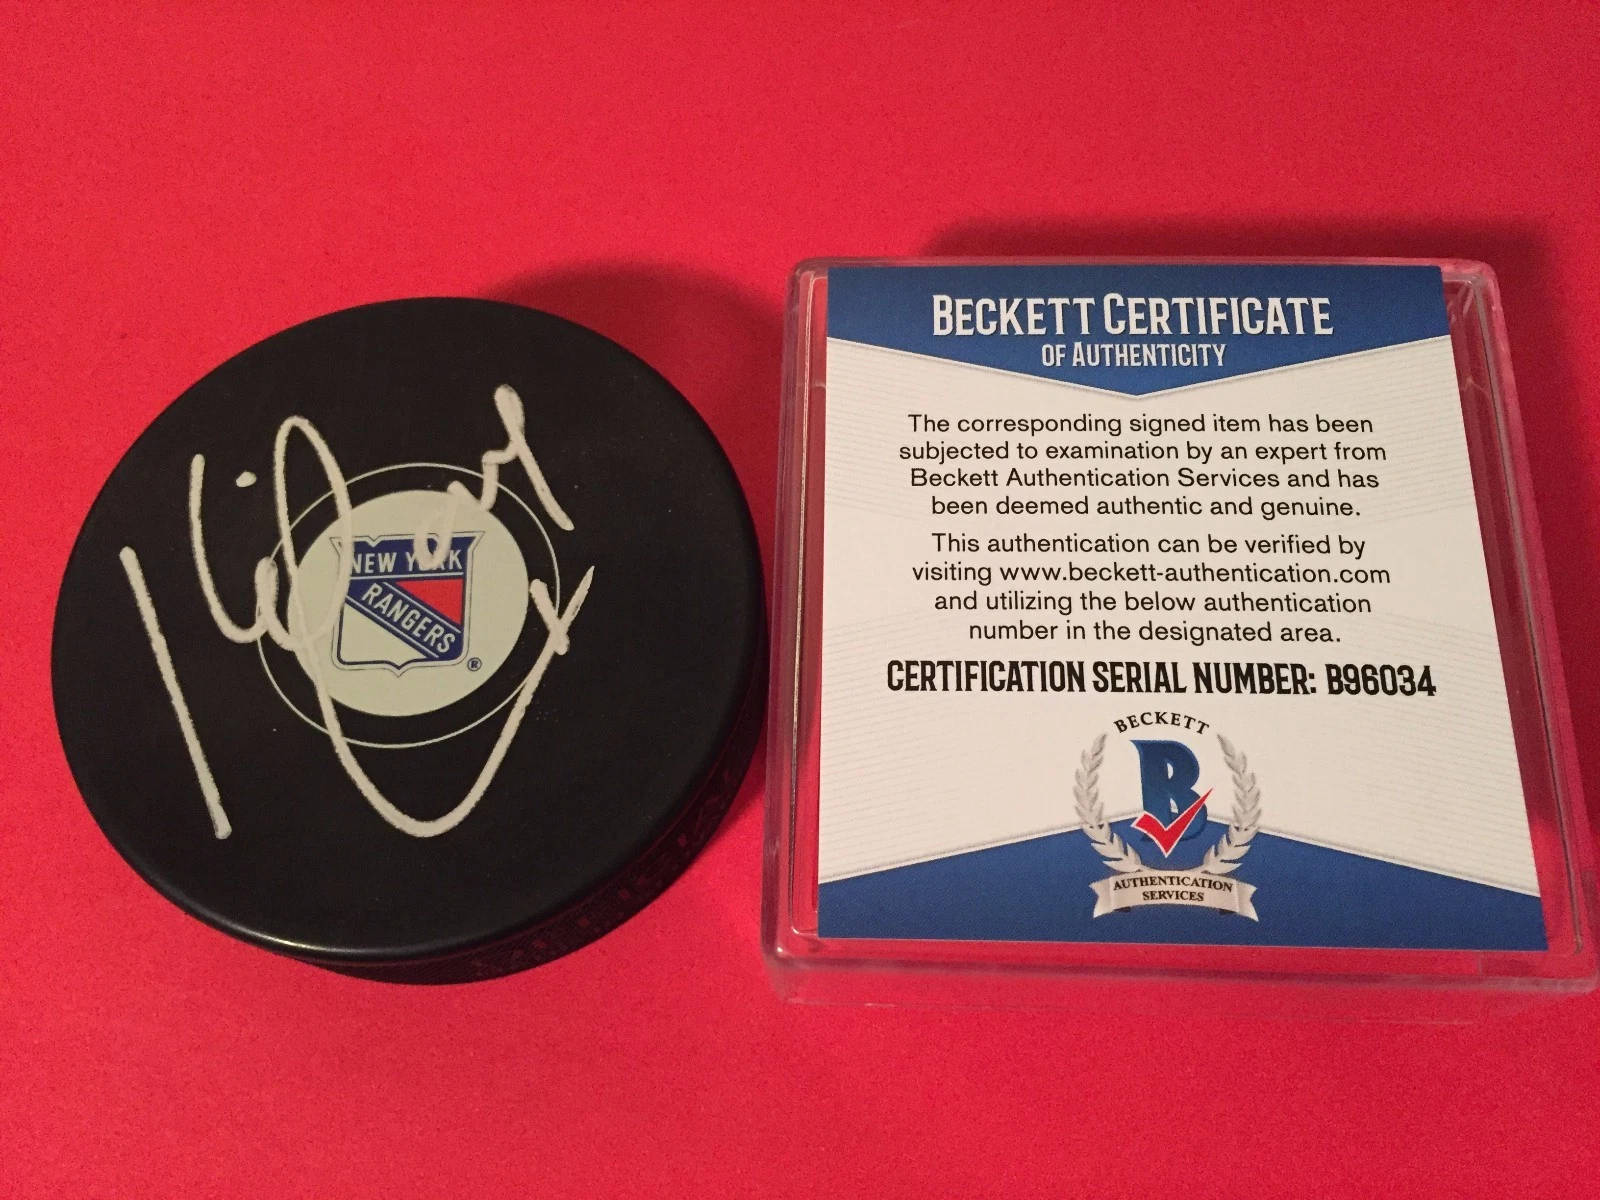 NEW YORK
RANGERS
®
BECKETT CERTIFICATE
OF AUTHENTICITY
The corresponding signed item has been
subjected to examination by an expert from
Beckett Authentication Services and has
been deemed authentic and genuine.
This authentication can be verified by
visiting www.beckett-authentication.com
and utilizing the below authentication
number in the designated area.
CERTIFICATION SERIAL NUMBER: B96034
BECKETT
B
AUTHENTICATION
SERVICES